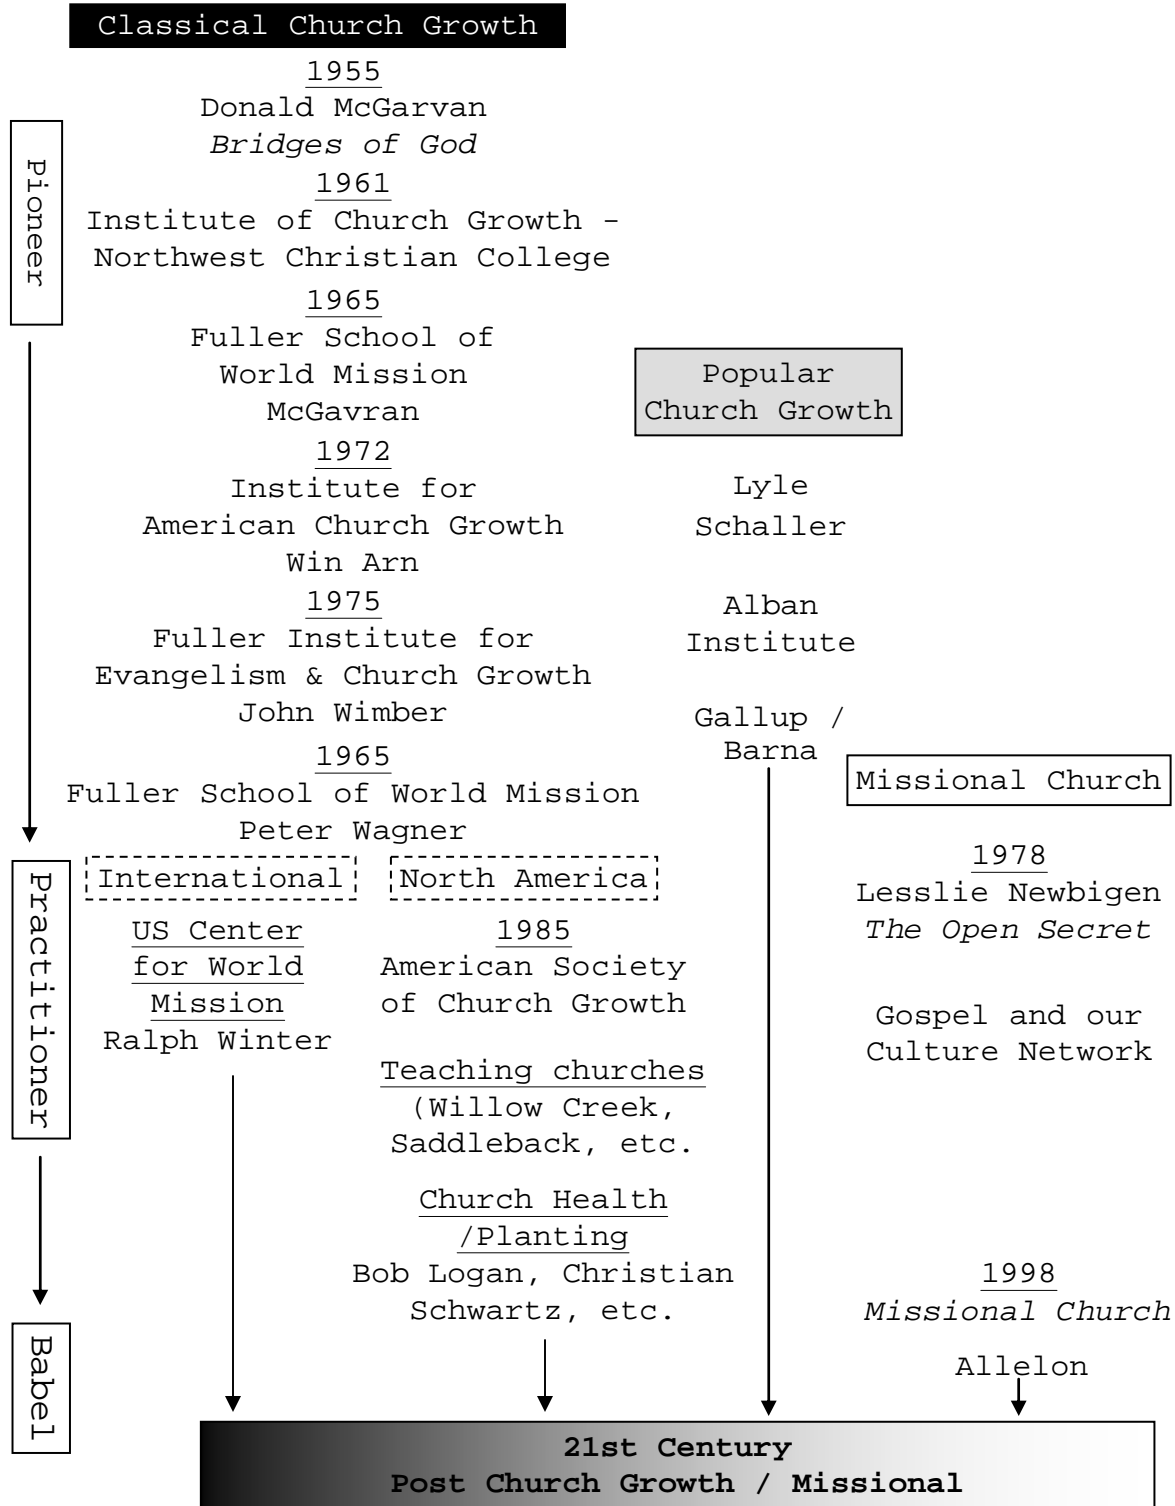 Classical Church Growth
1955
Donald McGarvan
Bridges of God
1961
Institute of Church Growth -
Northwest Christian College
1965
Fuller School of
World Mission
McGavran
1972
Institute for
American Church Growth
Win Arn
1975
Fuller Institute for
Evangelism & Church Growth
John Wimber
1965
Fuller School of World Mission
Peter Wagner
International
US Center
for World
Mission
Ralph Winter
North America
1985
American Society
of Church Growth
Teaching churches
(Willow Creek,
Saddleback, etc.
Church Health
/Planting
Bob Logan, Christian
Schwartz, etc.
Popular
Church Growth
Lyle
Schaller
Alban
Institute
Gallup /
Barna
Missional Church
1978
Lesslie Newbigen
The Open Secret
Gospel and our
Culture Network
1998
Missional Church
Allelon
Pioneer
Practitioner
Babel
21st Century
Post Church Growth / Missional